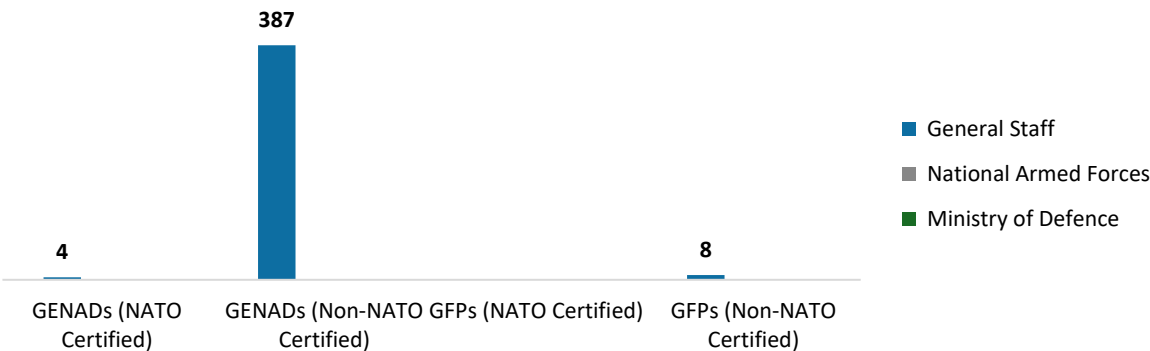 387
4
8
GENADs (NATO
Certified)
GENADs (Non-NATO
Certified)
GFPs (NATO Certified)
GFPs (Non-NATO
Certified)
General Staff
National Armed Forces
Ministry of Defence